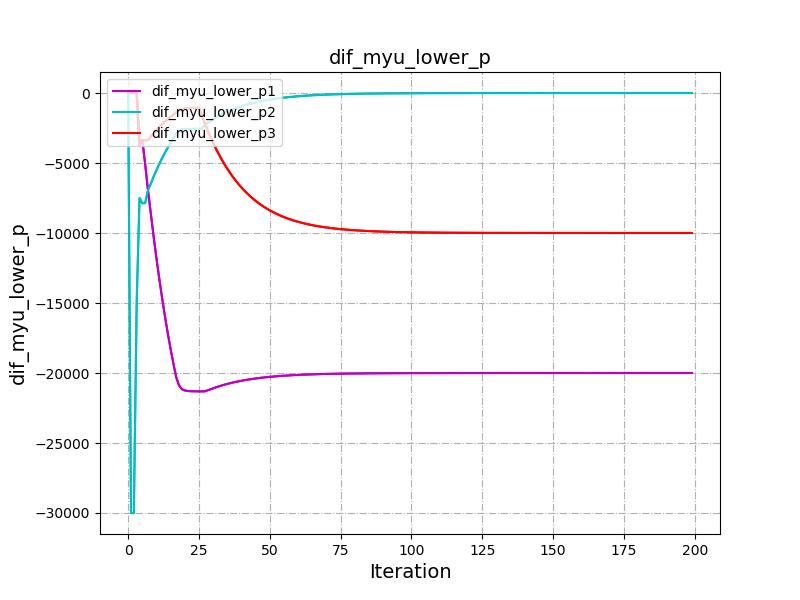 dif_myu_lower_p
dif_myu_lower_p1
dif_myu_lower_p2
dif_myu_lower_p3
dif_myu_lower_p
0
−5000
−10000
−15000
−20000
−25000
−30000
0 25 50 75 100 125 150 175 200
Iteration